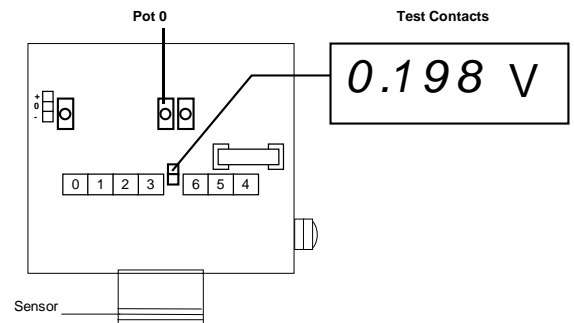 Pot 0
Test Contacts
0.198 V
+
0
-
0 1 2 3 6 5 4
Sensor